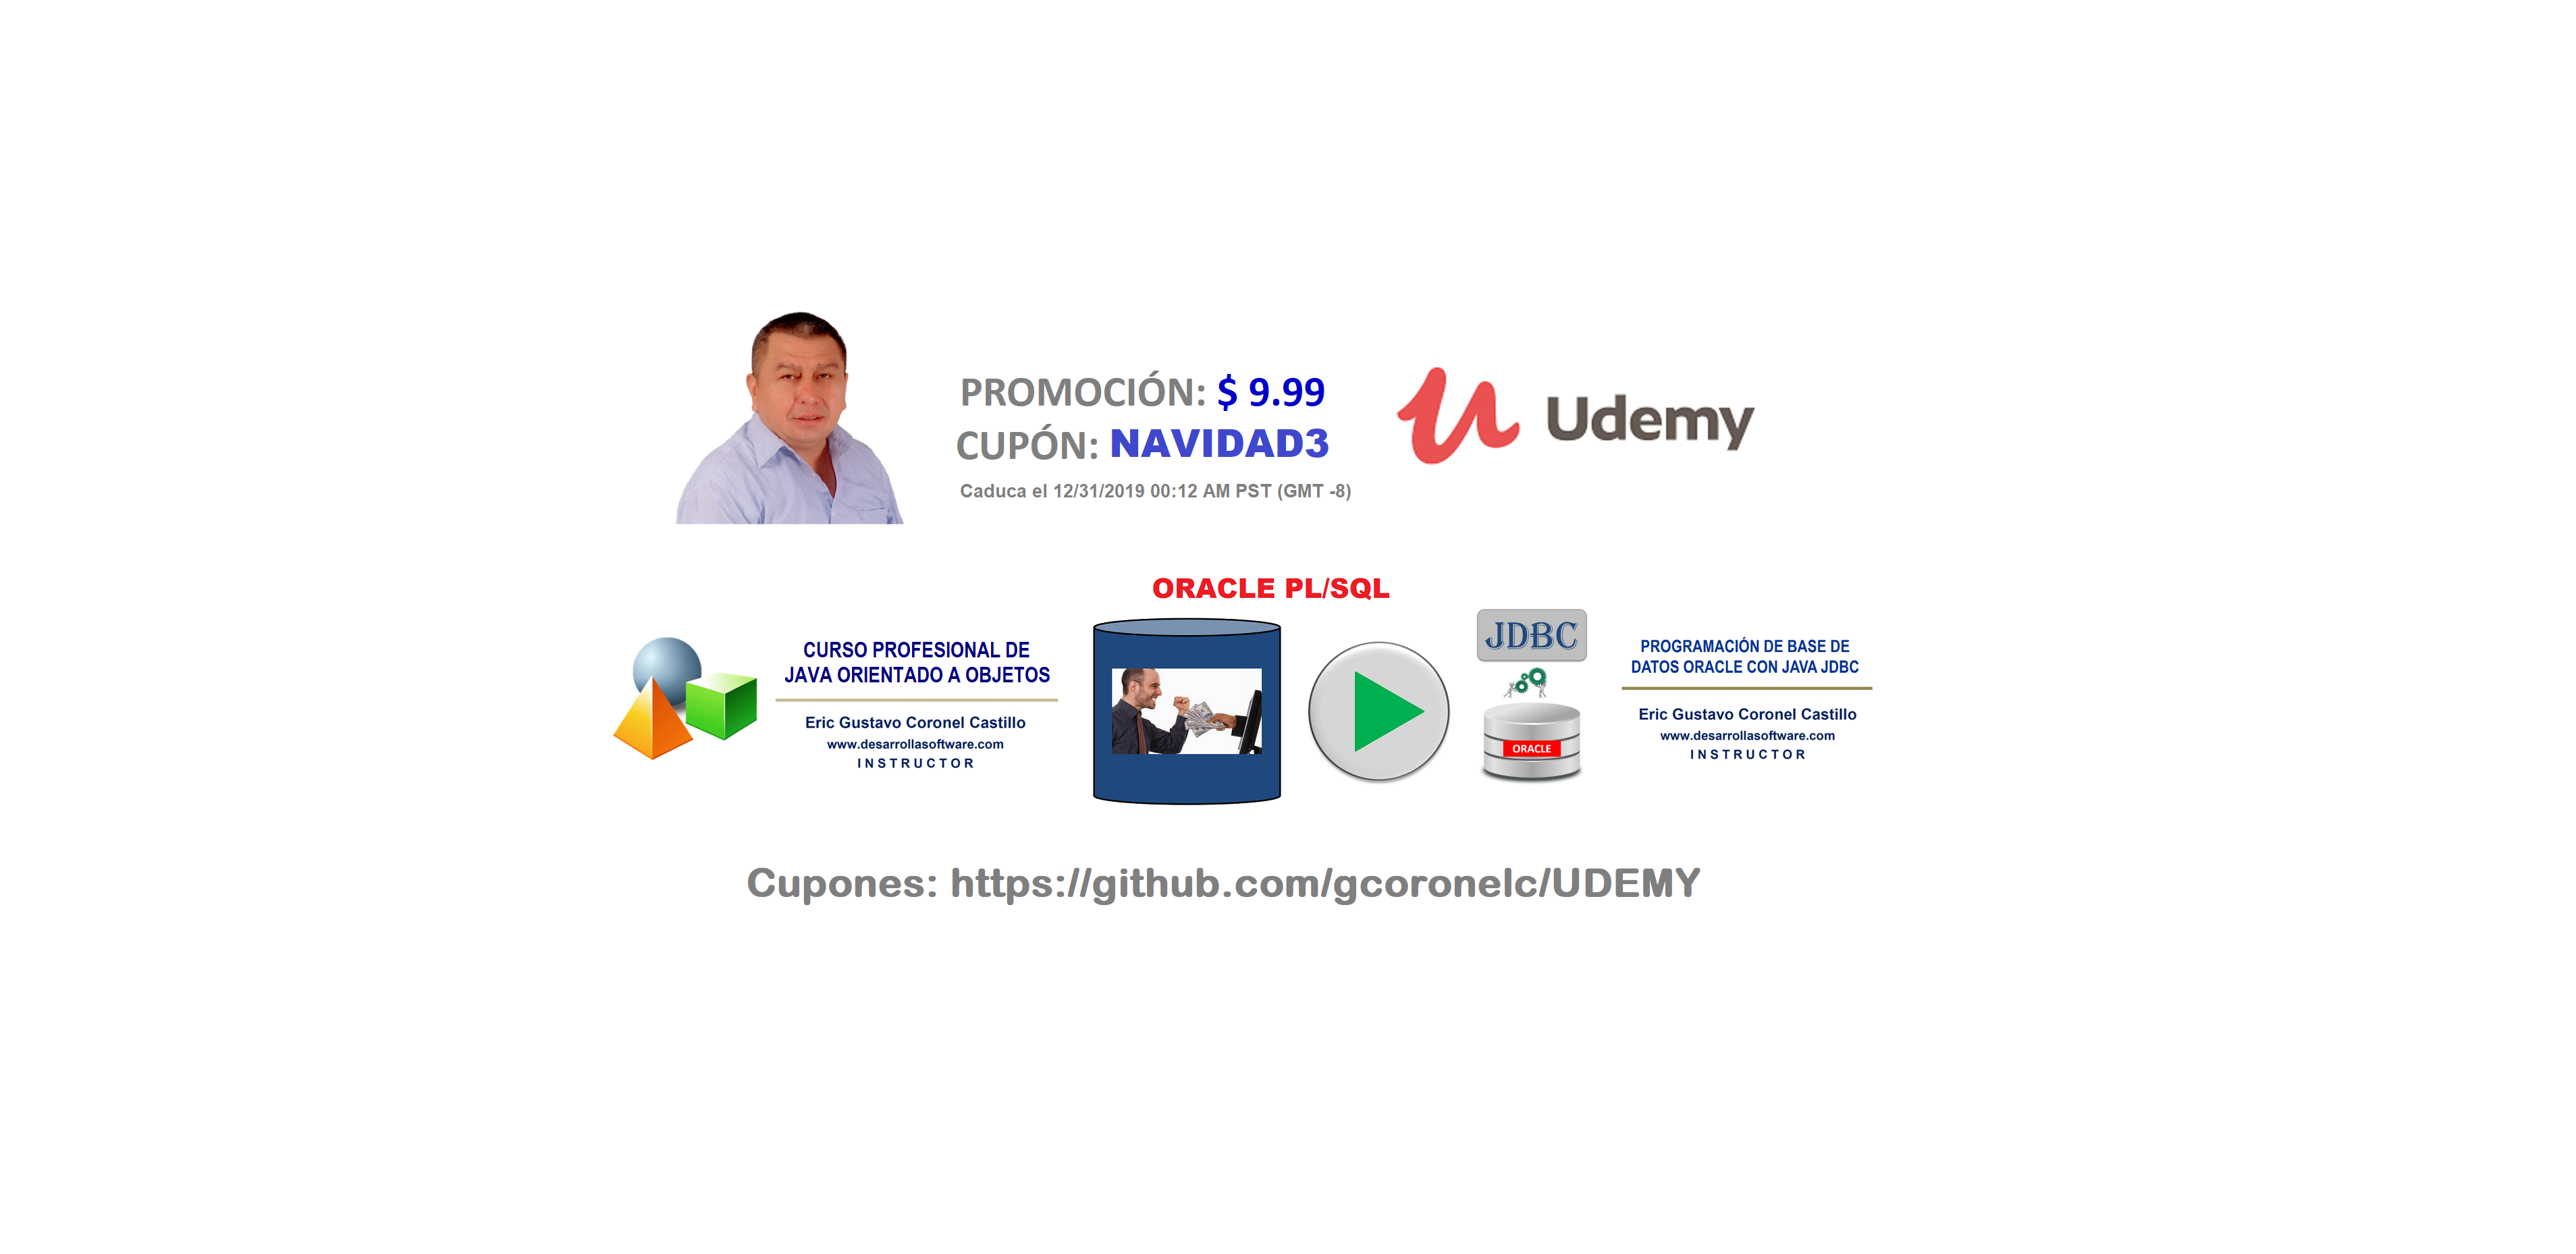 PROMOCIÓN: $ 9.99
CUPÓN: NAVIDAD3
Caduca el 12/31/2019 00:12 AM PST (GMT -8)
Udemy
ORACLE PL/SQL
CURSO PROFESIONAL DE
JAVA ORIENTADO A OBJETOS
Eric Gustavo Coronel Castillo
www.desarrollasoftware.com
INSTRUCTOR
JDBC
ORACLE
PROGRAMACIÓN DE BASE DE
DATOS ORACLE CON JAVA JDBC
Eric Gustavo Coronel Castillo
www.desarrollasoftware.com
INSTRUCTOR
Cupones: https://github.com/gcoronelc/UDEMY